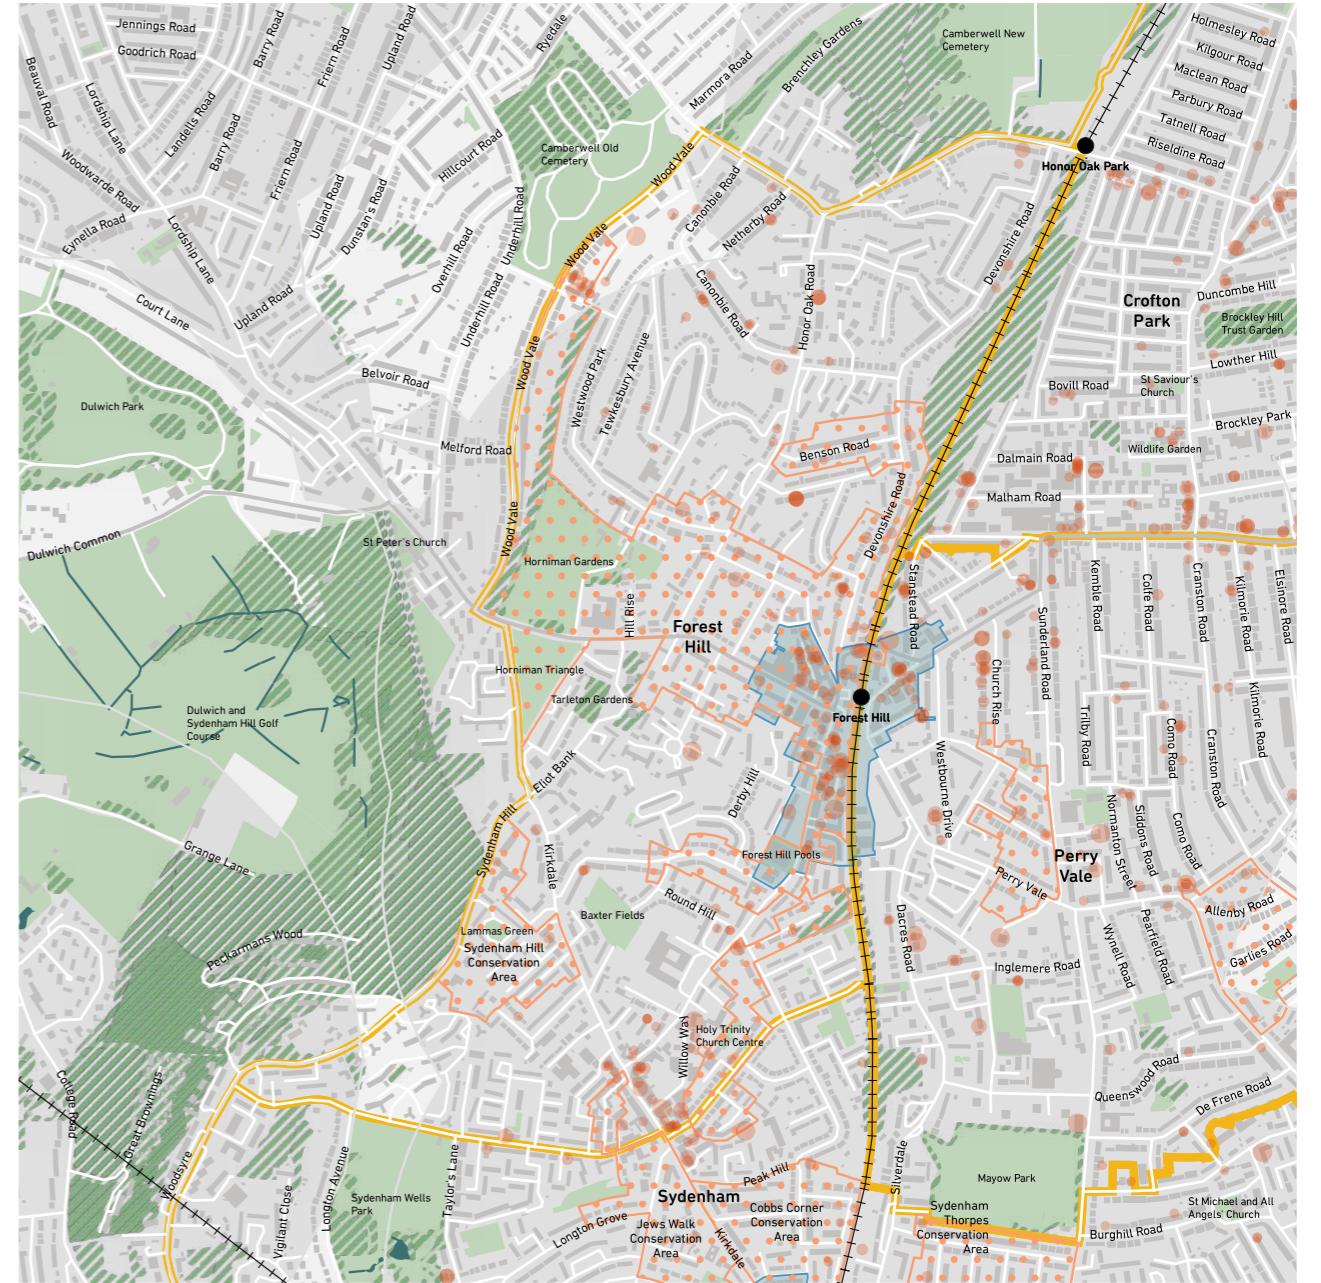 Jennings Road
Goodrich Road
Barry Road
Friern Road
Upland Road
Ryedale
Marmora Road
Brenchley Gardens
Camberwell New
Cemetery
Holmesley Road
Kilgour Road
Maclean Road
Parbury Road
Tatnell Road
Riseldine Road
Beauval Road
Lordship Lane
Landells Road
Barry Road
Friern Road
Hillcourt Road
Camberwell Old
Cemetery
Wood Vale
Honor Oak Park
Woodwarde Road
Eynella Road
Lordship Lane
Upland Road
Dunstan's Road
Overhill Road
Underhill Road
Wood Vale
Canonbie Road
Netherby Road
Devonshire Road
Court Lane
Upland Road
Underhill Road
Canonbie Road
Honor Oak Road
Crofton
Park
Duncombe Hill
Brockley Hill
Trust Garden
Lowther Hill
Belvoir Road
Wood Vale
Westwood Park
Tewkesbury Avenue
Bovill Road
St Saviour's
Church
Dulwich Park
Melford Road
Benson Road
Brockley Park
Wildlife Garden
Dalmain Road
Malham Road
Dulwich Common
St Peter's Church
Wood Vale
Horniman Gardens
Devonshire Road
Stanstead Road
Hill Rise
Forest
Hill
Kemble Road
Colfe Road
Cranston Road
Kilmorie Road
Elsinore Road
Sunderland Road
Church Rise
Horniman Triangle
Tarleton Gardens
Forest Hill
Dulwich and
Sydenham Hill Golf
Course
Trilby Road
Como Road
Cranston Road
Kilmorie Road
Eliot Bank
Derby Hill
Westbourne Drive
Sydenham Hill
Kirkdale
Forest Hill Pools
Perry
Vale
Normanton Street
Siddons Road
Como Road
Grange Lane
Perry Vale
Round Hill
Baxter Fields
Allenby Road
Garlies Road
Lammas Green
Sydenham Hill
Conservation
Area
Peckarmans Wood
Dacres Road
Inglemere Road
Wynell Road
Pearfield Road
Willow Way
Holy Trinity
Church Centre
Queenswood Road
De Frene Road
College Road
Great Brownings
Woodsyre
Vigilant Close
Longton Avenue
Sydenham Wells
Park
Taylor's Lane
Longton Grove
Sydenham
Peak Hill
Jews Walk
Conservation
Area
Kirkdale
Cobbs Corner
Conservation
Area
Silverdale
Mayow Park
Sydenham
Thorpes
Conservation
Area
Burghill Road
St Michael and All
Angels' Church